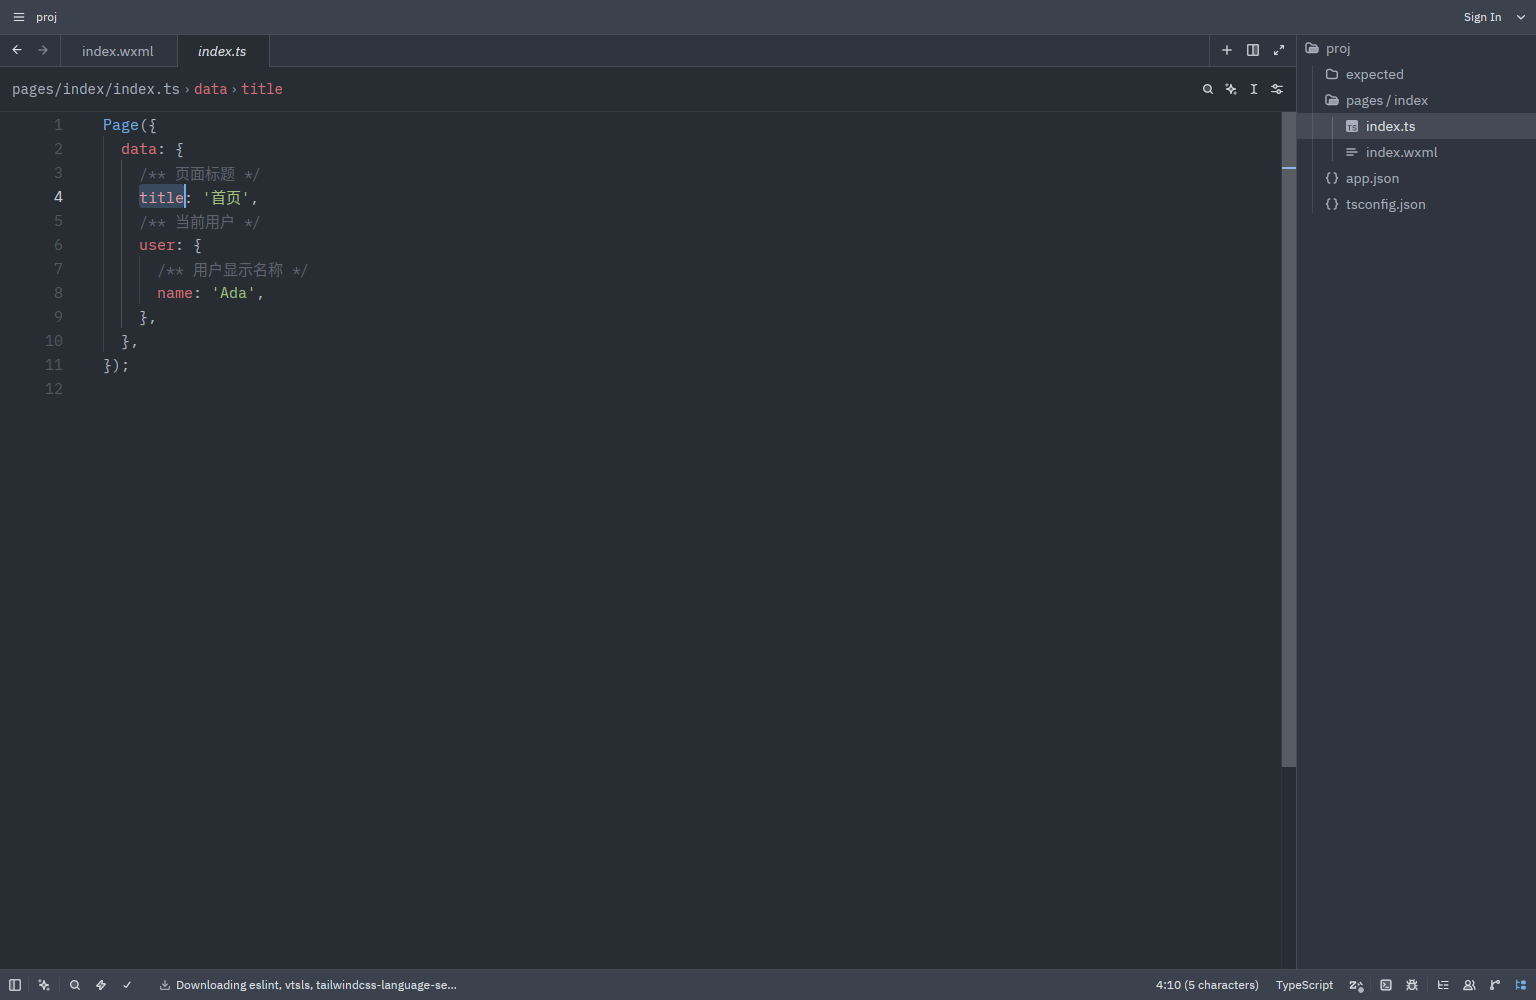 proj
Sign In
index.wxml
index.ts
pages/index/index.ts › data › title
1 Page({
2 data: {
3 /** 页面标题 */
4 title: '首页',
5 /** 当前用户 */
6 user: {
7 /** 用户显示名称 */
8 name: 'Ada',
9 },
10 },
11 });
12
proj
expected
pages / index
index.ts
index.wxml
app.json
tsconfig.json
Downloading eslint, vtsls, tailwindcss-language-se...
4:10 (5 characters)
TypeScript